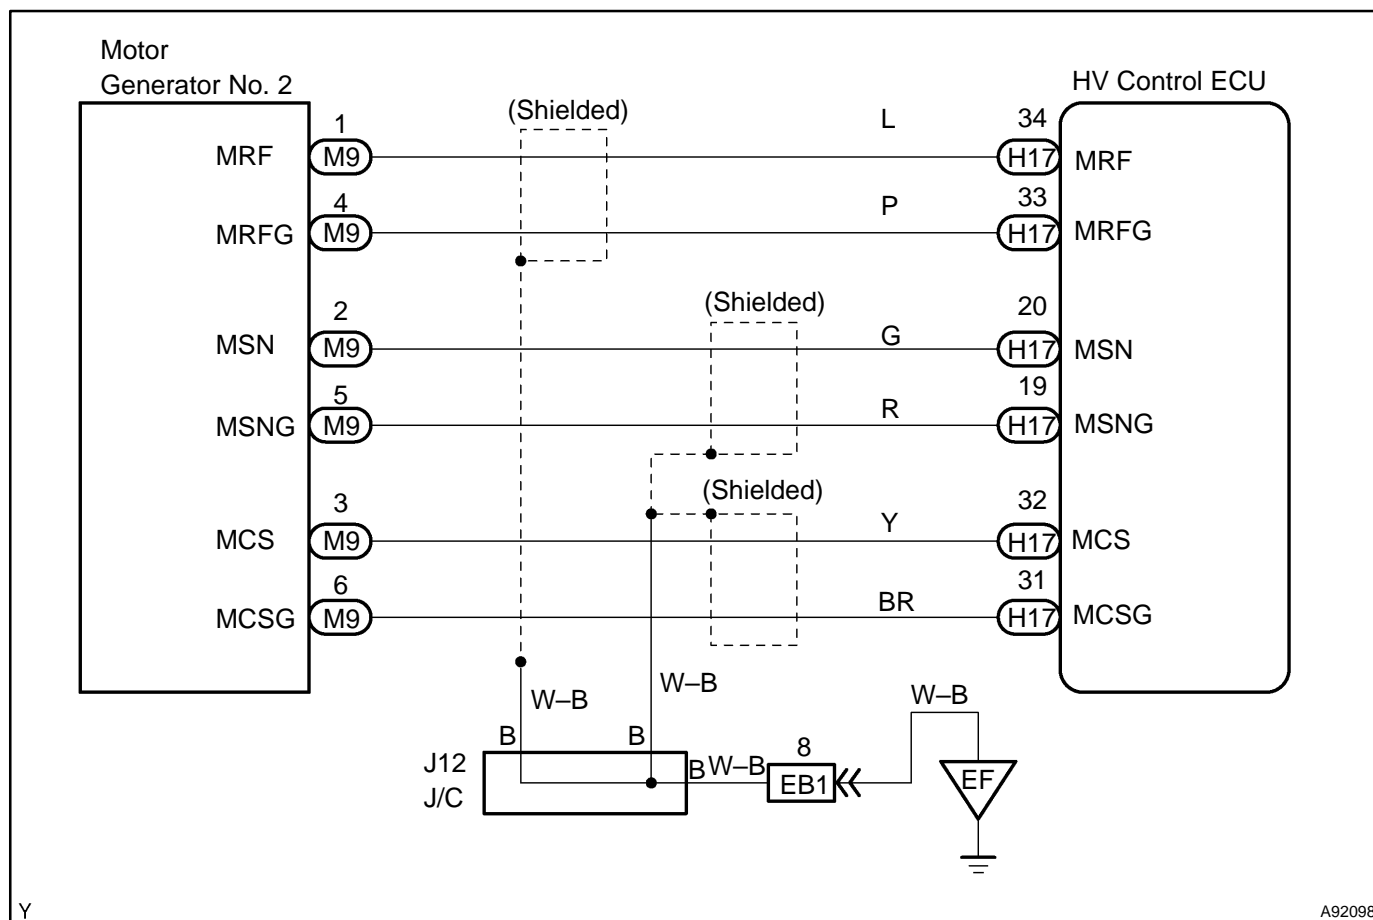 Motor
Generator No. 2
HV Control ECU
(Shielded)
MRF
1
M9
L
34
H17
MRF
MRFG
4
M9
P
33
H17
MRFG
(Shielded)
MSN
2
M9
G
20
H17
MSN
MSNG
5
M9
R
19
H17
MSNG
(Shielded)
MCS
3
M9
Y
32
H17
MCS
MCSG
6
M9
BR
31
H17
MCSG
W–B
W–B
W–B
B
B
J12
J/C
B
W–B
8
EB1
EF
Y
A92098